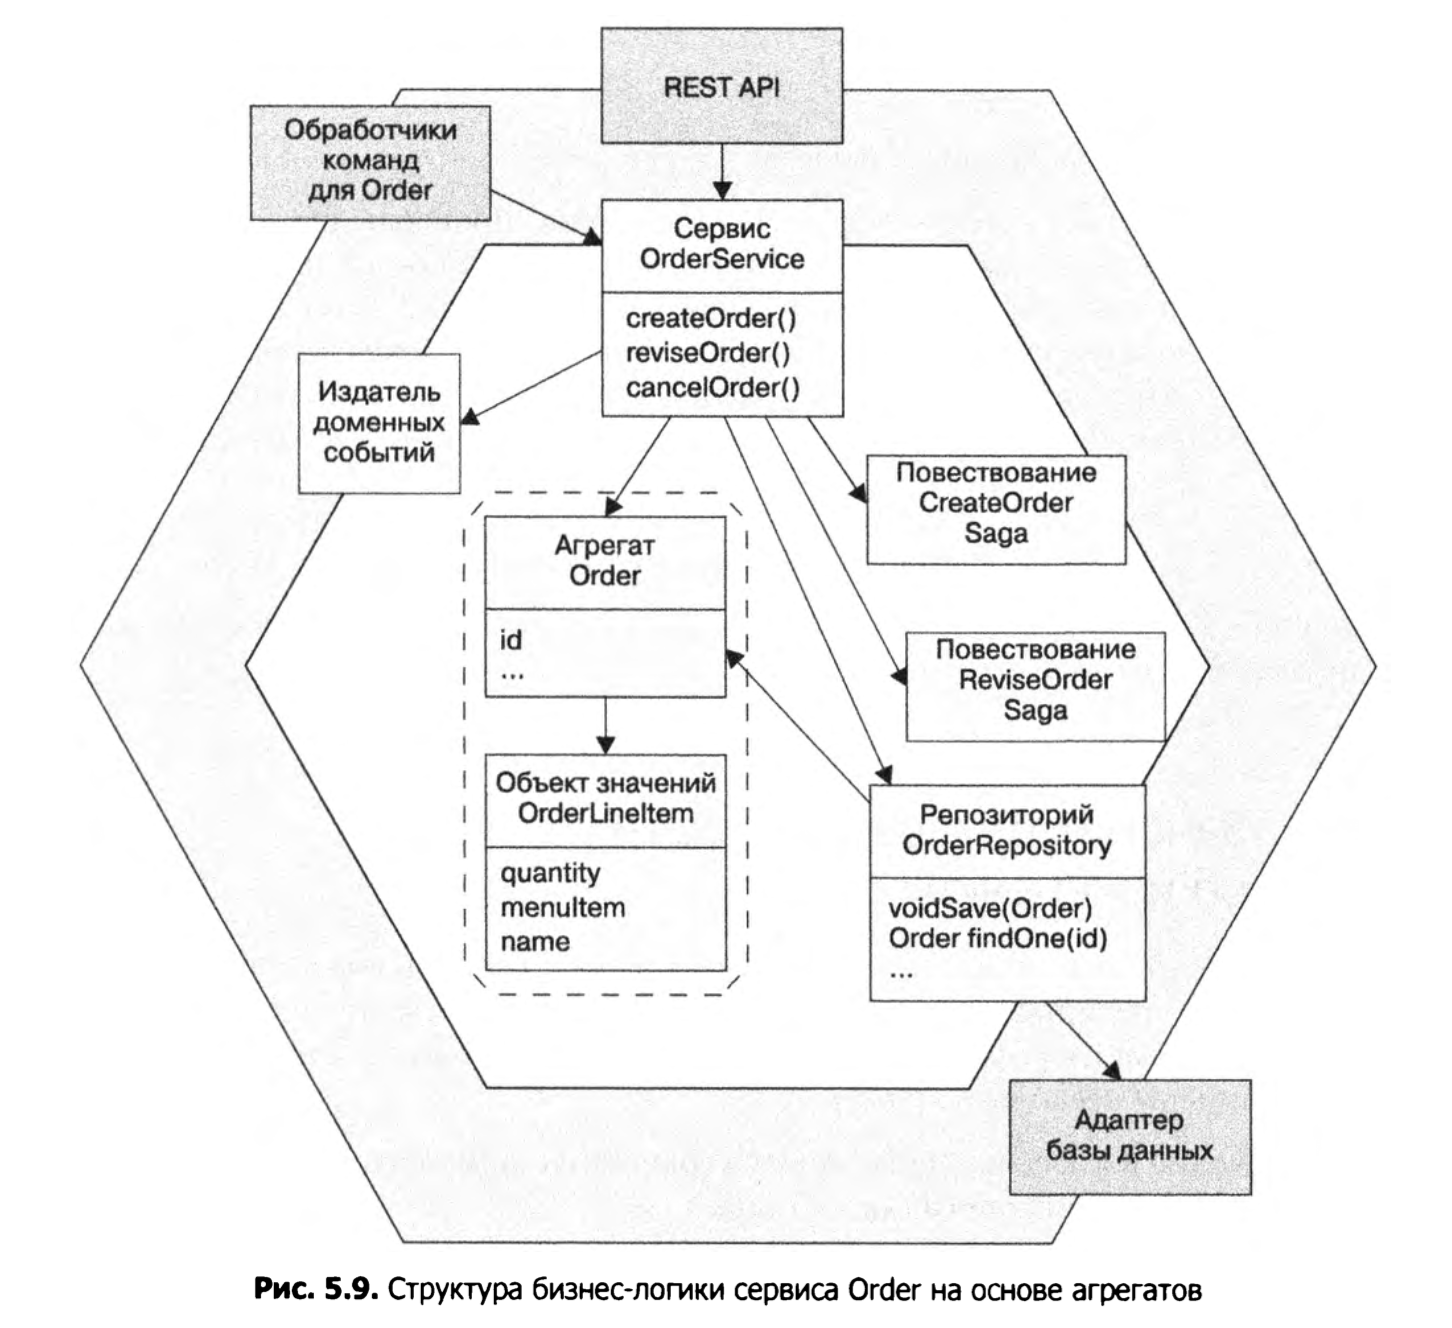 REST API
Обработчики
команд
для Order
Сервис
OrderService
createOrder()
reviseOrder()
cancelOrder()
Издатель
доменных
событий
Повествование
CreateOrder
Saga
Агрегат
Order
id
...
Повествование
ReviseOrder
Saga
Объект значений
OrderLineItem
quantity
menuItem
name
Репозиторий
OrderRepository
voidSave(Order)
Order findOne(id)
...
Адаптер
базы данных
Рис. 5.9. Структура бизнес-логики сервиса Order на основе агрегатов